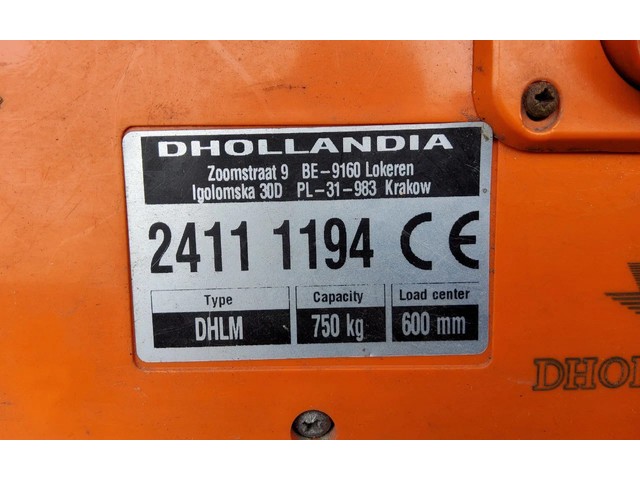 DHOLLANDIA
Zoomstraat 9 BE-9160 Lokeren
Igolomska 30D PL-31-983 Krakow
2411 1194 CE
Type Capacity Load center
DHLM 750 kg 600 mm